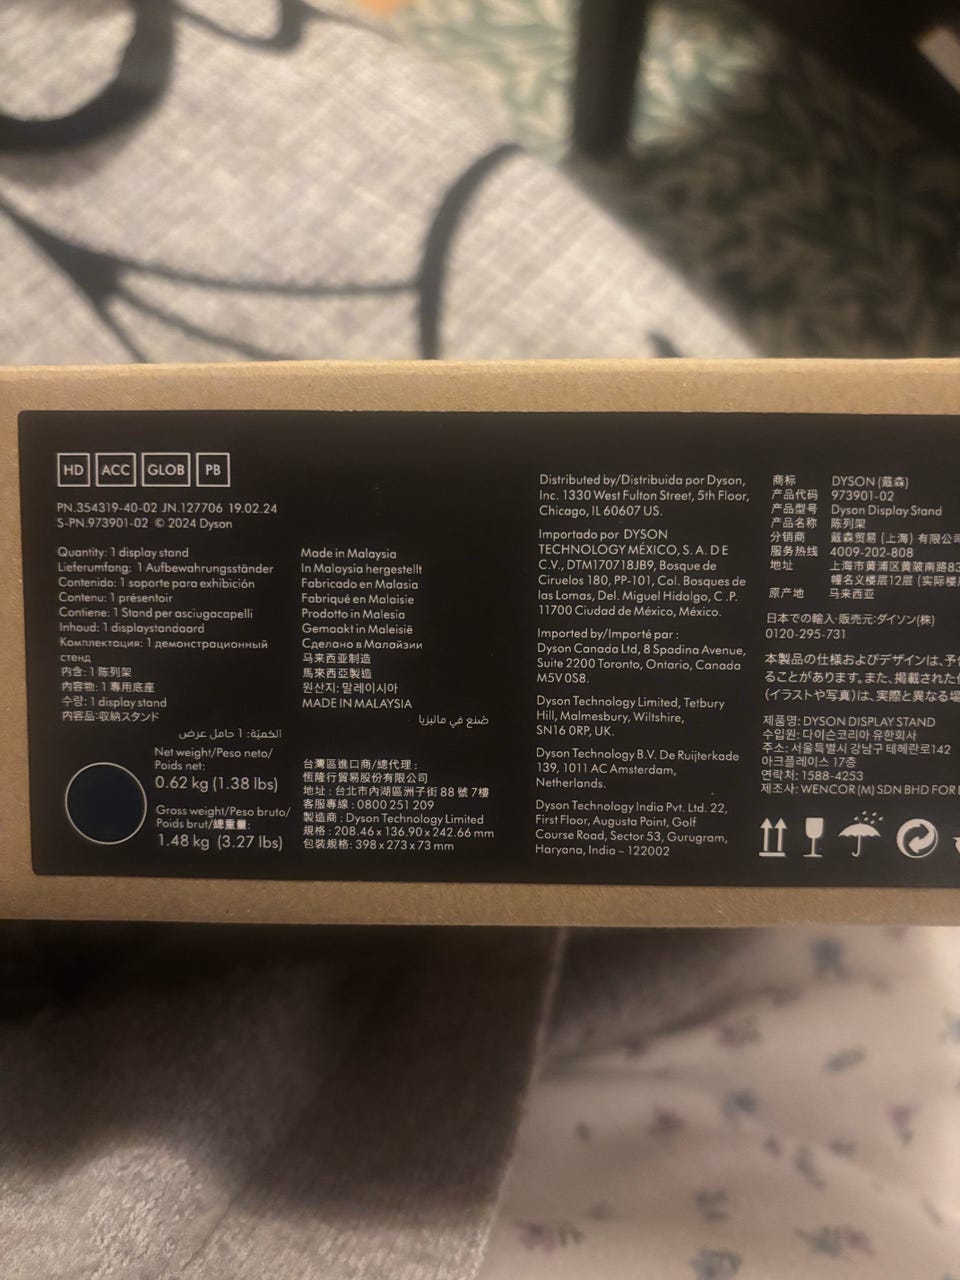 HD ACC GLOB PB
PN.354319-40-02 JN.127706 19.02.24
S-PN.973901-02 © 2024 Dyson
Quantity: 1 display stand
Lieferumfang: 1 Aufbewahrungsständer
Contenido: 1 soporte para exhibición
Contenu: 1 présentoir
Contiene: 1 Stand per asciugacapelli
Inhoud: 1 displaystandaard
Комплектация: 1 демонстрационный
стенд
内含: 1 陈列架
內容物: 1 專用底座
수량: 1 display stand
内容品:収納スタンド
الكميّة: 1 حامل عرض
Net weight/Peso neto/
Poids net:
0.62 kg (1.38 lbs)
Gross weight/Peso bruto/
Poids brut/總重量:
1.48 kg (3.27 lbs)
Made in Malaysia
In Malaysia hergestellt
Fabricado en Malasia
Fabriqué en Malaisie
Prodotto in Malesia
Gemaakt in Maleisië
Сделано в Малайзии
马来西亚制造
馬來西亞製造
원산지: 말레이시아
MADE IN MALAYSIA
صُنع في ماليزيا
台灣區進口商/總代理:
恆隆行貿易股份有限公司
地址:台北市內湖區洲子街 88 號 7樓
客服專線:0800 251 209
製造商:Dyson Technology Limited
規格:208.46 x 136.90 x 242.66 mm
包裝規格: 398 x 273 x 73 mm
Distributed by/Distribuida por Dyson,
Inc. 1330 West Fulton Street, 5th Floor,
Chicago, IL 60607 US.
Importado por DYSON
TECHNOLOGY MÉXICO, S. A. D E
C.V., DTM170718JB9, Bosque de
Ciruelos 180, PP-101, Col. Bosques de
las Lomas, Del. Miguel Hidalgo, C .P.
11700 Ciudad de México, México.
Imported by/Importé par :
Dyson Canada Ltd, 8 Spadina Avenue,
Suite 2200 Toronto, Ontario, Canada
M5V 0S8.
Dyson Technology Limited, Tetbury
Hill, Malmesbury, Wiltshire,
SN16 0RP, UK.
Dyson Technology B.V. De Ruijterkade
139, 1011 AC Amsterdam,
Netherlands.
Dyson Technology India Pvt. Ltd. 22,
First Floor, Augusta Point, Golf
Course Road, Sector 53, Gurugram,
Haryana, India – 122002
商标 DYSON (戴森)
产品代码 973901-02
产品型号 Dyson Display Stand
产品名称 陈列架
分销商 戴森贸易 (上海) 有限公司
服务热线 4009-202-808
地址 上海市黄浦区黄陂南路83
幢名义楼层12层 (实际楼
原产地 马来西亚
日本での輸入・販売元:ダイソン(株)
0120-295-731
本製品の仕様およびデザインは、予告
ることがあります。また、掲載された
(イラストや写真)は、実際と異なる場
제품명: DYSON DISPLAY STAND
수입원: 다이슨코리아 유한회사
주소: 서울특별시 강남구 테헤란로142
아크플레이스 17층
연락처: 1588-4253
제조사: WENCOR (M) SDN BHD FOR